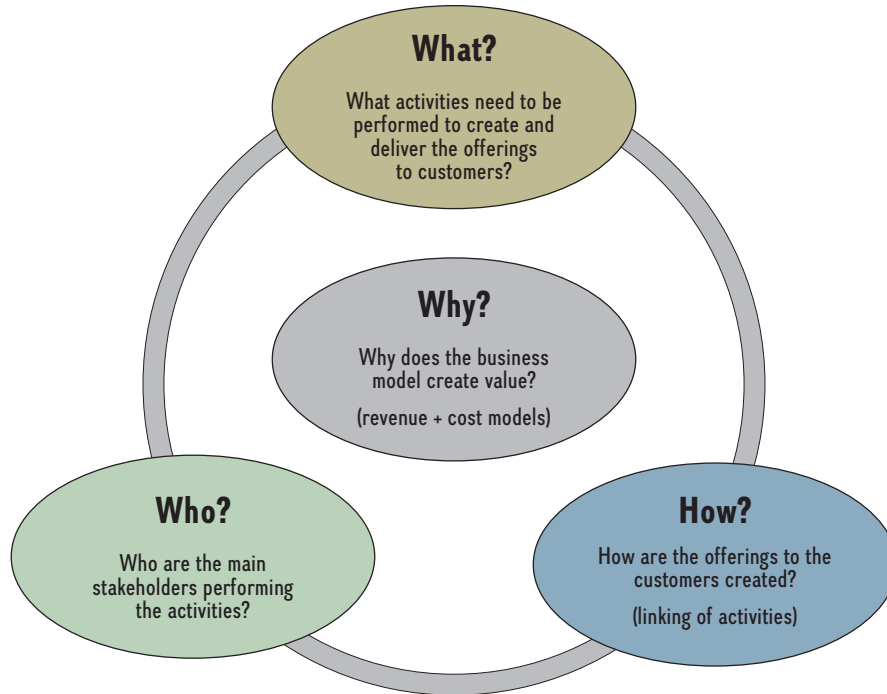 What?
What activities need to be
performed to create and
deliver the offerings
to customers?
Why?
Why does the business
model create value?
(revenue + cost models)
Who?
Who are the main
stakeholders performing
the activities?
How?
How are the offerings to the
customers created?
(linking of activities)